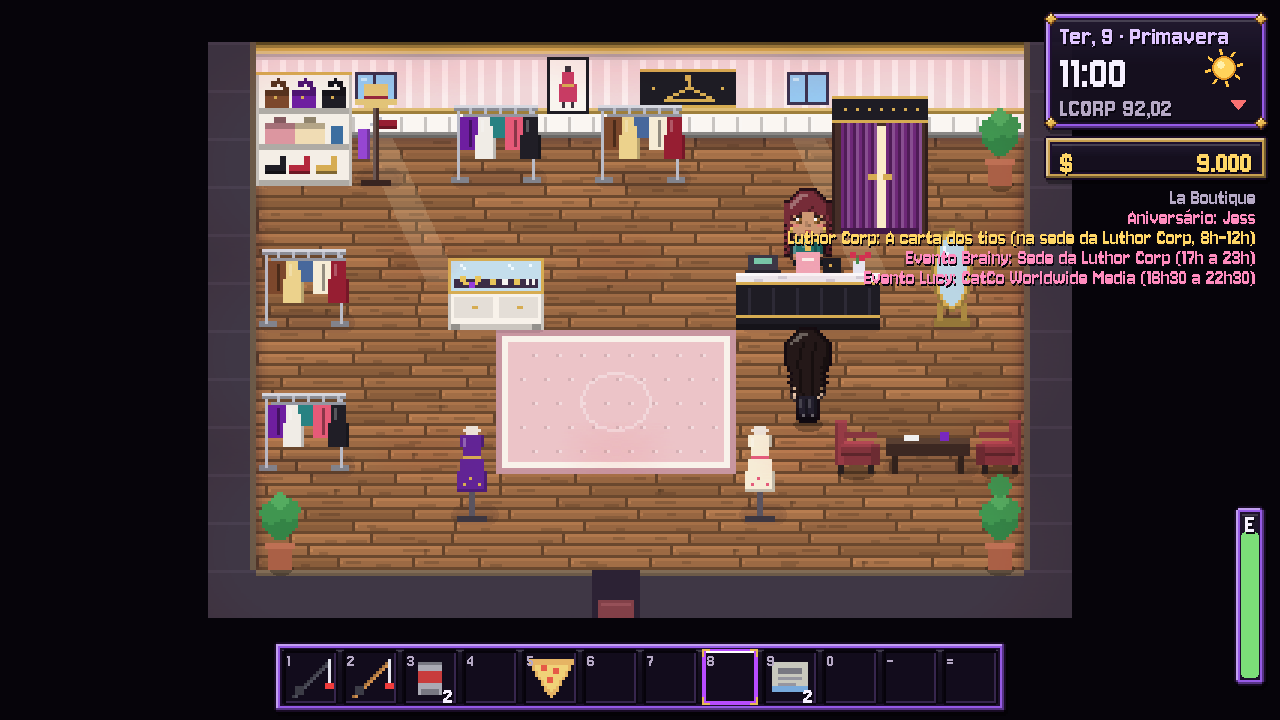 Ter, 9 · Primavera
11:00
LCORP 92,02
$ 9.000
La Boutique
Aniversário: Jess
Luthor Corp: A carta dos tios (na sede da Luthor Corp, 8h-12h)
Evento Brainy: Sede da Luthor Corp (17h a 23h)
Evento Lucy: CatCo Worldwide Media (18h30 a 22h30)
E
1 2 3 4 5 6 7 8 9 0 - =
2 2